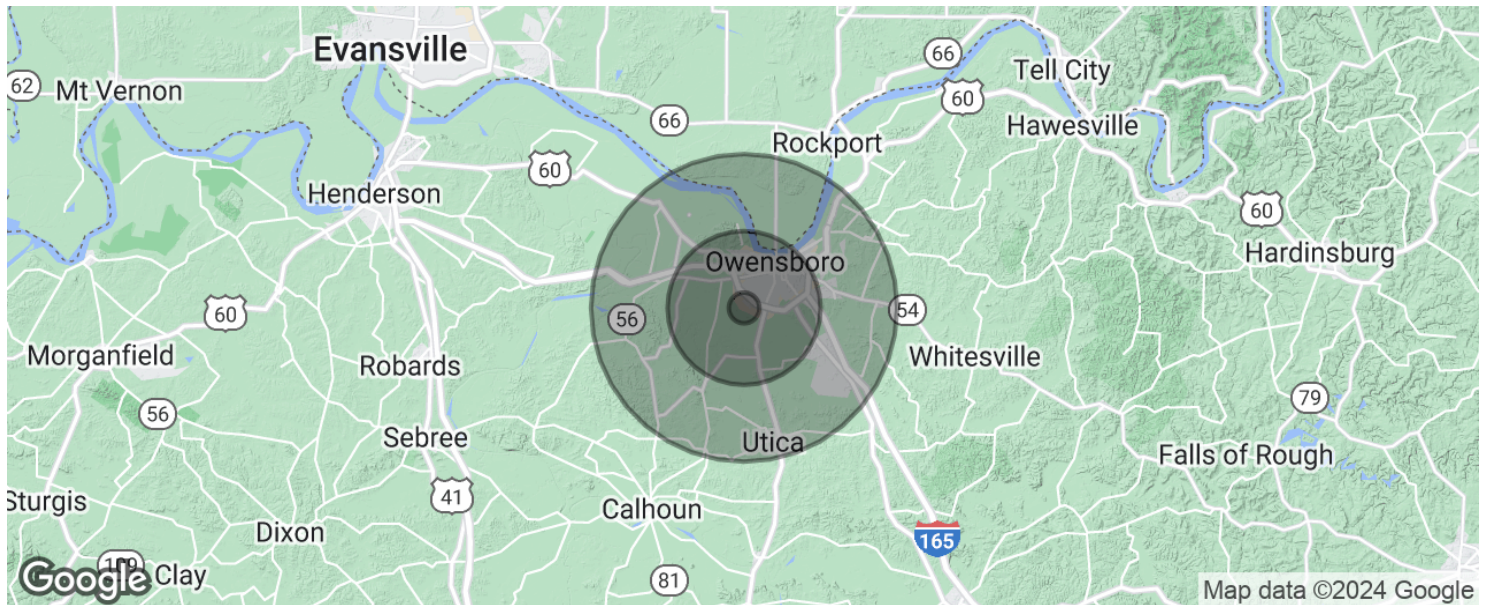 Evansville
66
Tell City
62
Mt Vernon
60
66
Hawesville
Rockport
60
Henderson
60
Hardinsburg
Owensboro
60
56
54
Morganfield
Robards
Whitesville
56
79
Sebree
Utica
Falls of Rough
41
Sturgis
Calhoun
Dixon
165
Clay
81
Google
Map data ©2024 Google